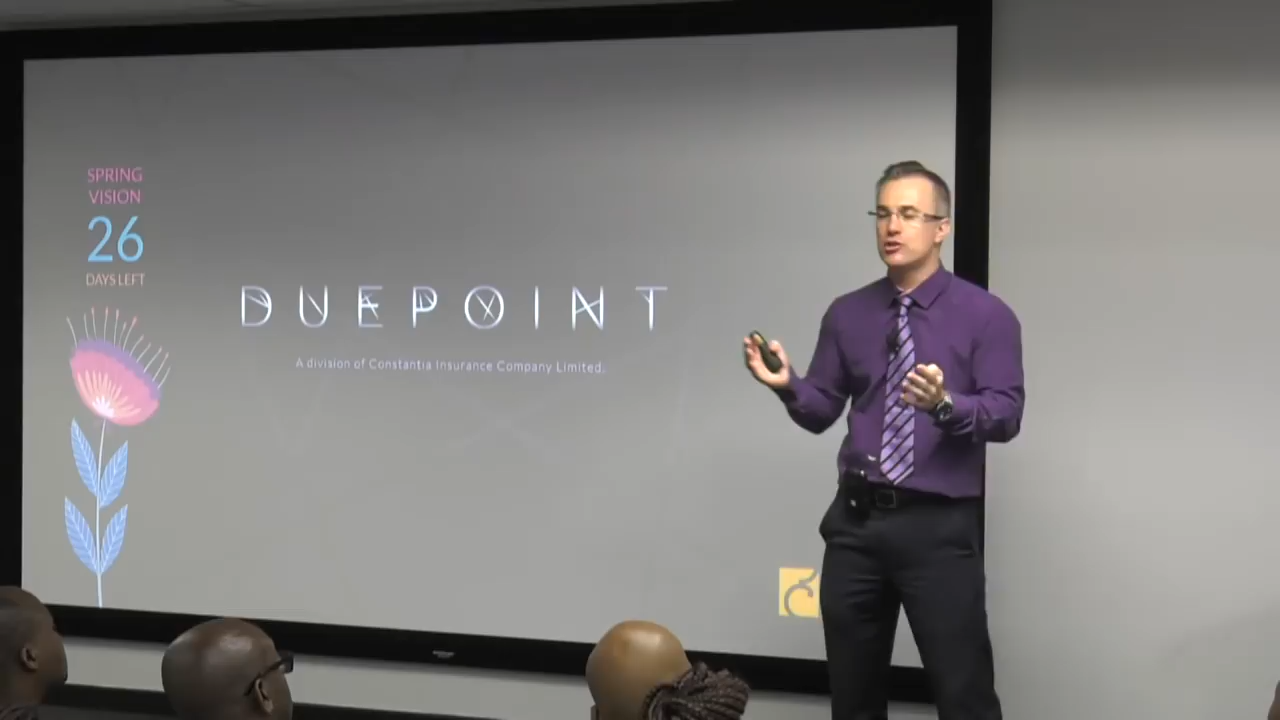 SPRING
VISION
26
DAYS LEFT
DUEPOINT
A division of Constantia Insurance Company Limited.